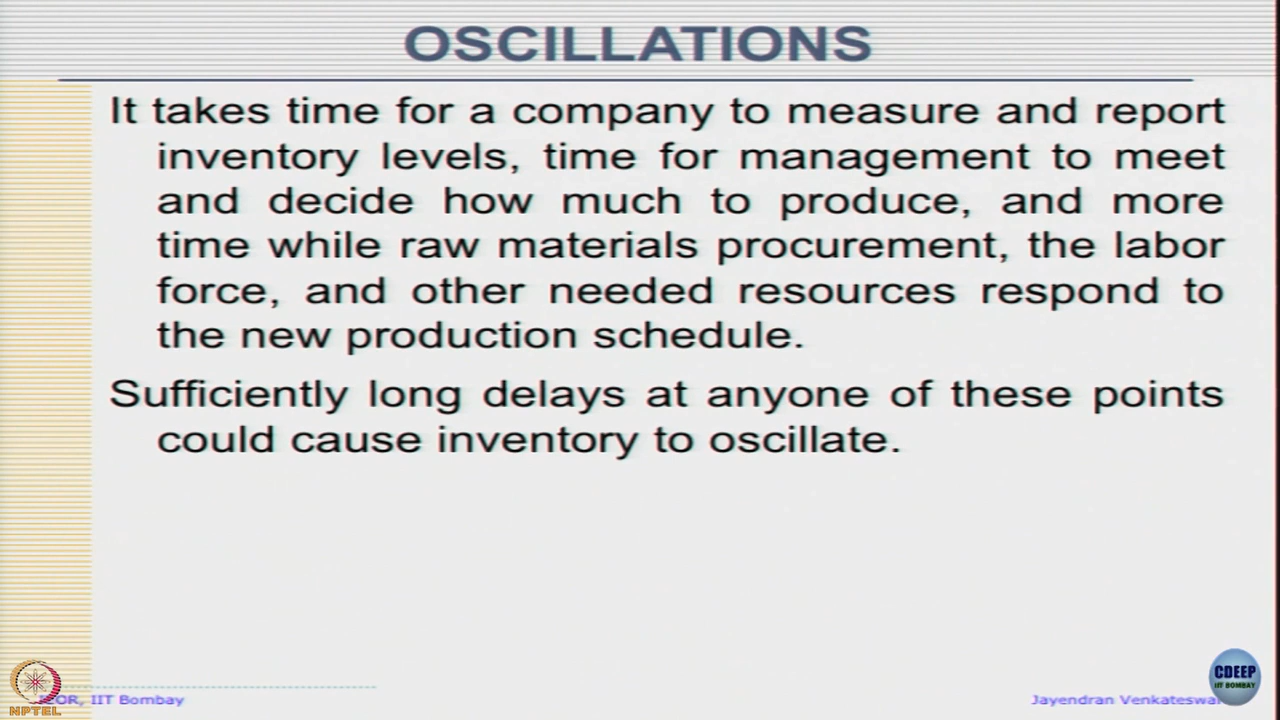 OSCILLATIONS
It takes time for a company to measure and report
inventory levels, time for management to meet
and decide how much to produce, and more
time while raw materials procurement, the labor
force, and other needed resources respond to
the new production schedule.
Sufficiently long delays at anyone of these points
could cause inventory to oscillate.
CDEEP
IIT BOMBAY
IIT Bombay
Jayendran
NPTEL